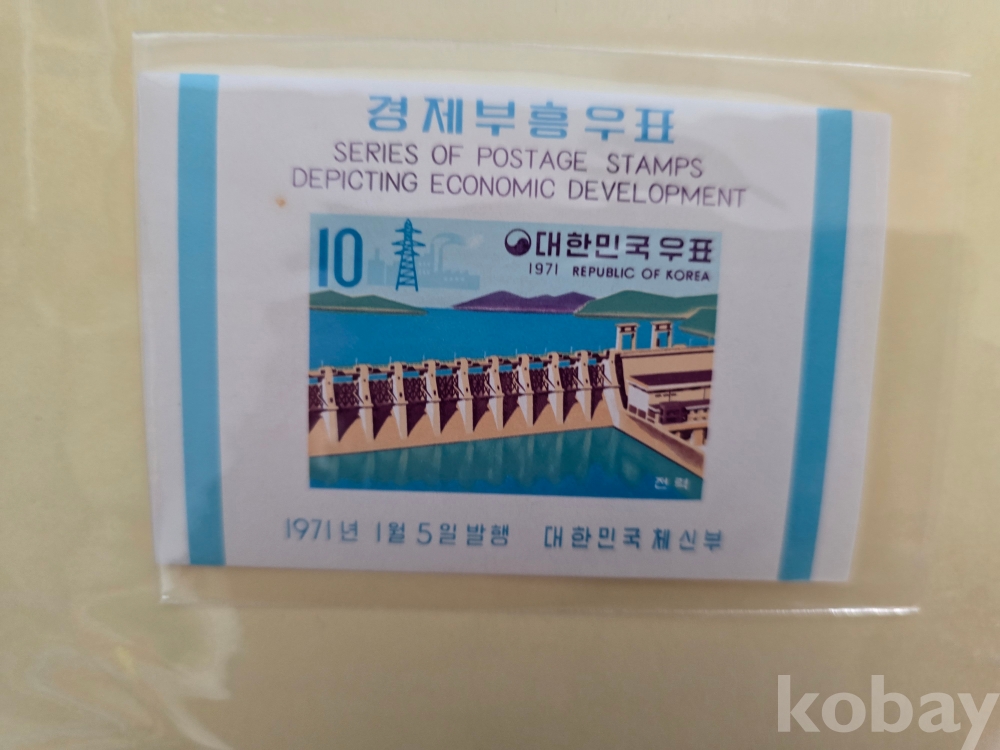 경제부흥우표
SERIES OF POSTAGE STAMPS
DEPICTING ECONOMIC DEVELOPMENT
10
대한민국우표
1971 REPUBLIC OF KOREA
전력
1971년 1월 5일 발행 대한민국 체신부
kobay